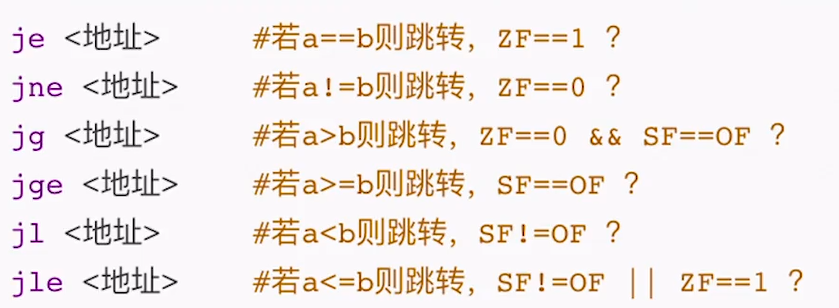 je <地址> #若a==b则跳转，ZF==1 ?
jne <地址> #若a!=b则跳转，ZF==0 ?
jg <地址> #若a>b则跳转，ZF==0 && SF==OF ?
jge <地址> #若a>=b则跳转，SF==OF ?
jl <地址> #若a<b则跳转，SF!=OF ?
jle <地址> #若a<=b则跳转，SF!=OF || ZF==1 ?